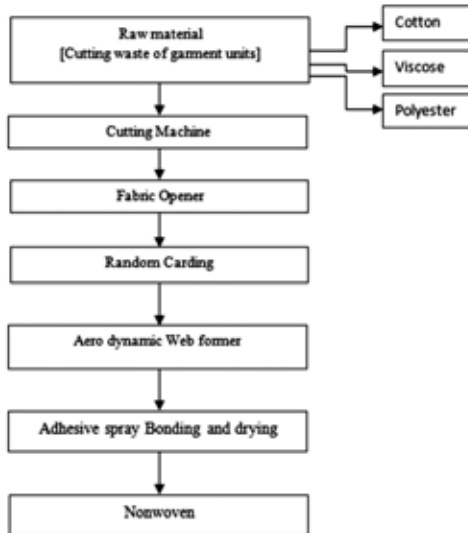 Raw material
[Cutting waste of garment units]
Cotton
Viscose
Polyester
Cutting Machine
Fabric Opener
Random Carding
Aero dynamic Web former
Adhesive spray Bonding and drying
Nonwoven